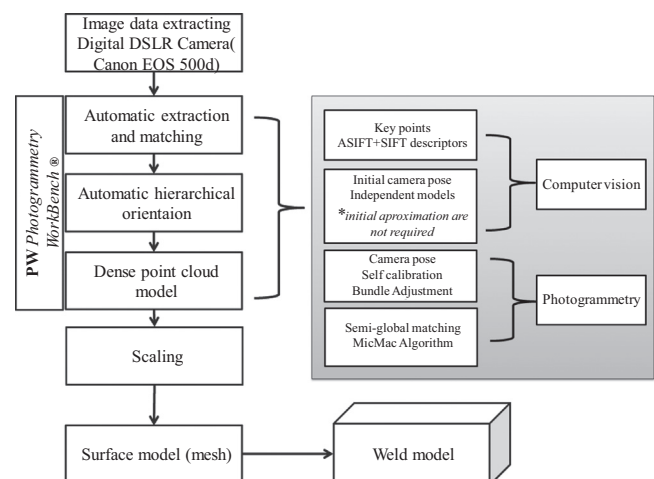 Image data extracting
Digital DSLR Camera(
Canon EOS 500d)
PW Photogrammetry
WorkBench ®
Automatic extraction
and matching
Automatic hierarchical
orientaion
Dense point cloud
model
Scaling
Surface model (mesh)
Weld model
Key points
ASIFT+SIFT descriptors
Initial camera pose
Independent models
*initial aproximation are
not required
Computer vision
Camera pose
Self calibration
Bundle Adjustment
Semi-global matching
MicMac Algorithm
Photogrammetry